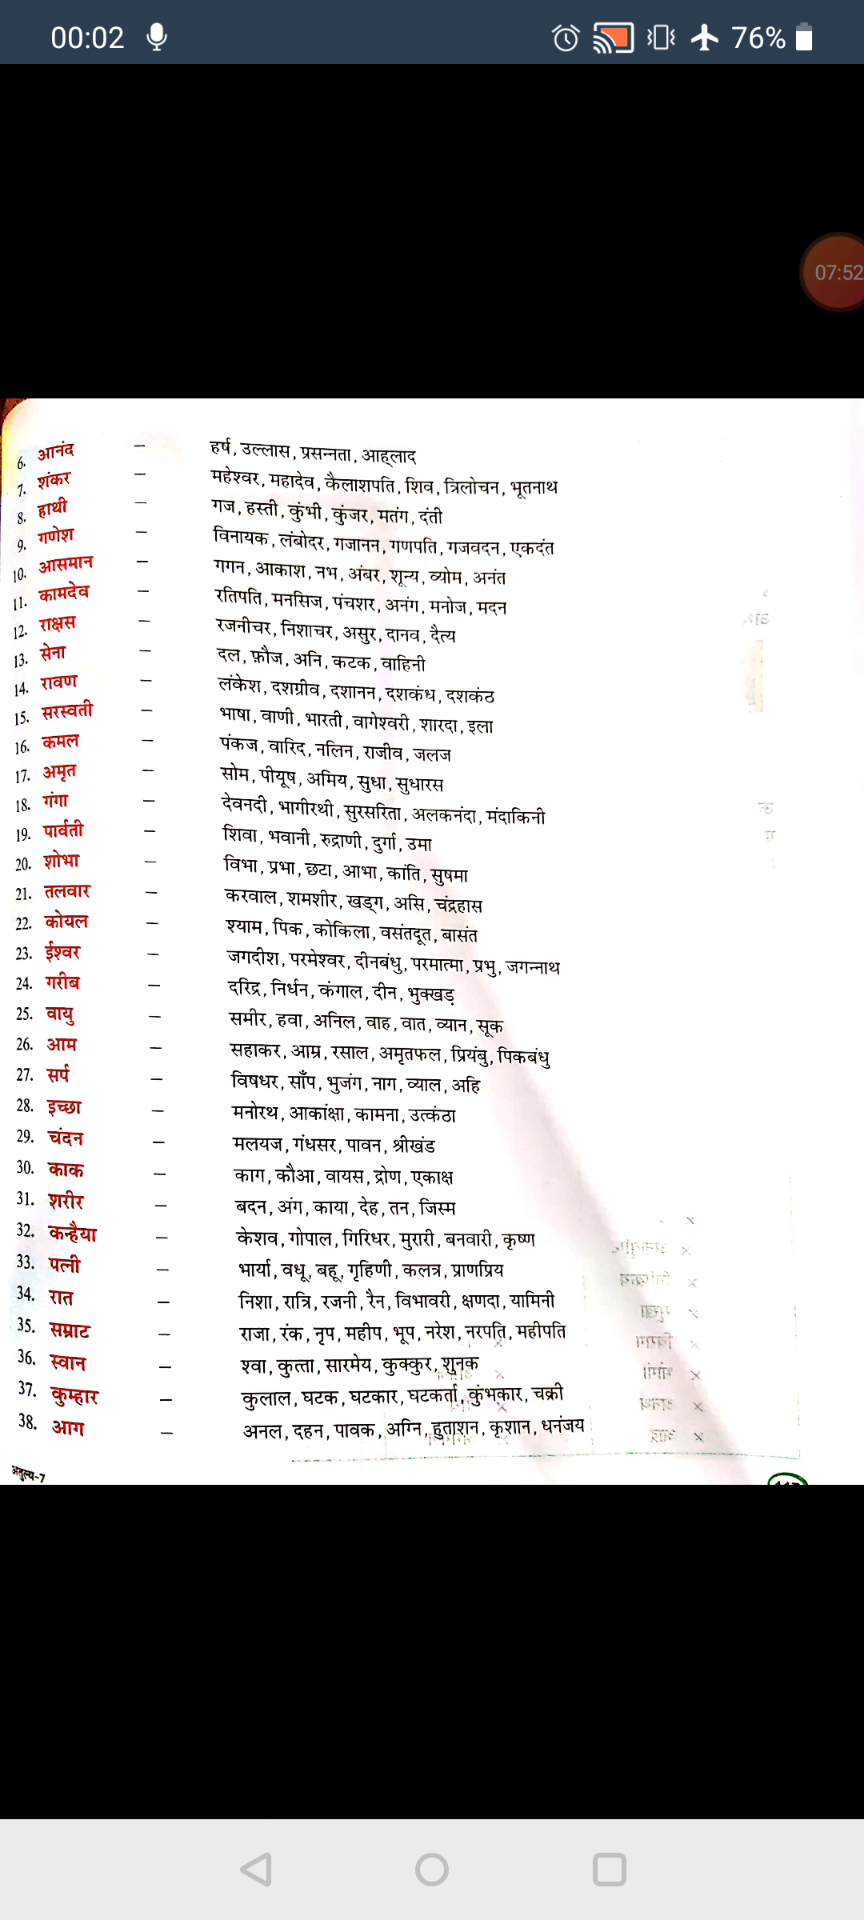 00:02 76%
07:52
6. आनंद – हर्ष, उल्लास, प्रसन्नता, आह्लाद
7. शंकर – महेश्वर, महादेव, कैलाशपति, शिव, त्रिलोचन, भूतनाथ
8. हाथी – गज, हस्ती, कुंभी, कुंजर, मतंग, दंती
9. गणेश – विनायक, लंबोदर, गजानन, गणपति, गजवदन, एकदंत
10. आसमान – गगन, आकाश, नभ, अंबर, शून्य, व्योम, अनंत
11. कामदेव – रतिपति, मनसिज, पंचशर, अनंग, मनोज, मदन
12. राक्षस – रजनीचर, निशाचर, असुर, दानव, दैत्य
13. सेना – दल, फ़ौज, अनि, कटक, वाहिनी
14. रावण – लंकेश, दशग्रीव, दशानन, दशकंध, दशकंठ
15. सरस्वती – भाषा, वाणी, भारती, वागेश्वरी, शारदा, इला
16. कमल – पंकज, वारिद, नलिन, राजीव, जलज
17. अमृत – सोम, पीयूष, अमिय, सुधा, सुधारस
18. गंगा – देवनदी, भागीरथी, सुरसरिता, अलकनंदा, मंदाकिनी
19. पार्वती – शिवा, भवानी, रुद्राणी, दुर्गा, उमा
20. शोभा – विभा, प्रभा, छटा, आभा, कांति, सुषमा
21. तलवार – करवाल, शमशीर, खड्ग, असि, चंद्रहास
22. कोयल – श्याम, पिक, कोकिला, वसंतदूत, बासंत
23. ईश्वर – जगदीश, परमेश्वर, दीनबंधु, परमात्मा, प्रभु, जगन्नाथ
24. गरीब – दरिद्र, निर्धन, कंगाल, दीन, भुक्खड़
25. वायु – समीर, हवा, अनिल, वाह, वात, व्यान, सूक
26. आम – सहाकर, आम्र, रसाल, अमृतफल, प्रियंबु, पिकबंधु
27. सर्प – विषधर, साँप, भुजंग, नाग, व्याल, अहि
28. इच्छा – मनोरथ, आकांक्षा, कामना, उत्कंठा
29. चंदन – मलयज, गंधसर, पावन, श्रीखंड
30. काक – काग, कौआ, वायस, द्रोण, एकाक्ष
31. शरीर – बदन, अंग, काया, देह, तन, जिस्म
32. कन्हैया – केशव, गोपाल, गिरिधर, मुरारी, बनवारी, कृष्ण
33. पत्नी – भार्या, वधू, बहू, गृहिणी, कलत्र, प्राणप्रिय
34. रात – निशा, रात्रि, रजनी, रैन, विभावरी, क्षणदा, यामिनी
35. सम्राट – राजा, रंक, नृप, महीप, भूप, नरेश, नरपति, महीपति
36. स्वान – श्वा, कुत्ता, सारमेय, कुक्कुर, शुनक
37. कुम्हार – कुलाल, घटक, घटकार, घटकर्ता, कुंभकार, चक्री
38. आग – अनल, दहन, पावक, अग्नि, हुताशन, कृशान, धनंजय
अतुल्य-7